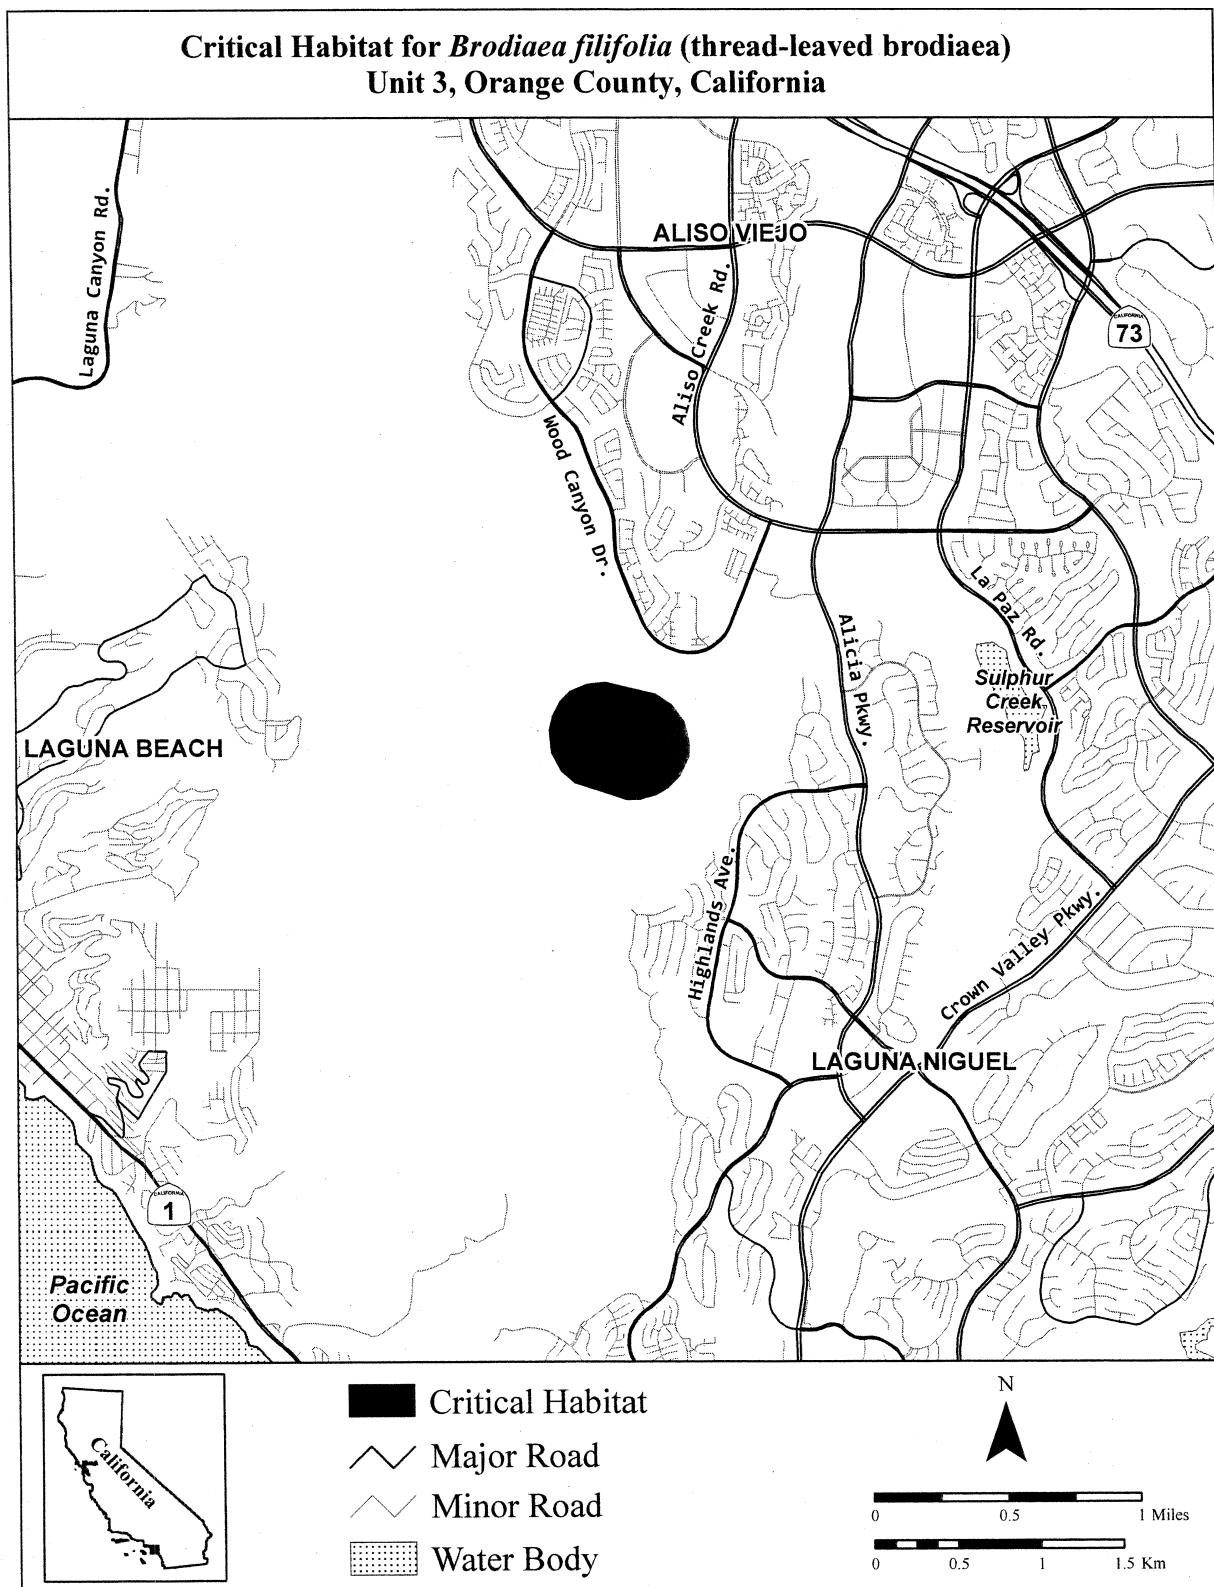 Critical Habitat for Brodiaea filifolia (thread-leaved brodiaea)
Unit 3, Orange County, California
Laguna Canyon Rd.
ALISO VIEJO
Aliso Creek Rd.
CALIFORNIA
73
Wood Canyon Dr.
La Paz Rd.
Alicia Pkwy.
Sulphur
Creek
Reservoir
LAGUNA BEACH
Highlands Ave.
Crown Valley Pkwy.
LAGUNA NIGUEL
CALIFORNIA
1
Pacific
Ocean
California
Critical Habitat
Major Road
Minor Road
Water Body
N
0 0.5 1 Miles
0 0.5 1 1.5 Km